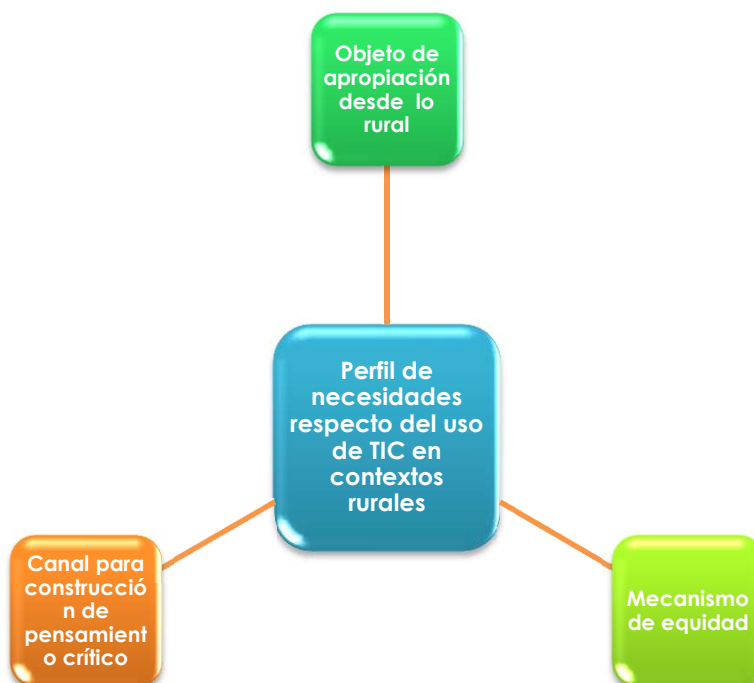 Objeto de
apropiación
desde lo
rural
Perfil de
necesidades
respecto del uso
de TIC en
contextos
rurales
Canal para
construcció
n de
pensamient
o crítico
Mecanismo
de equidad